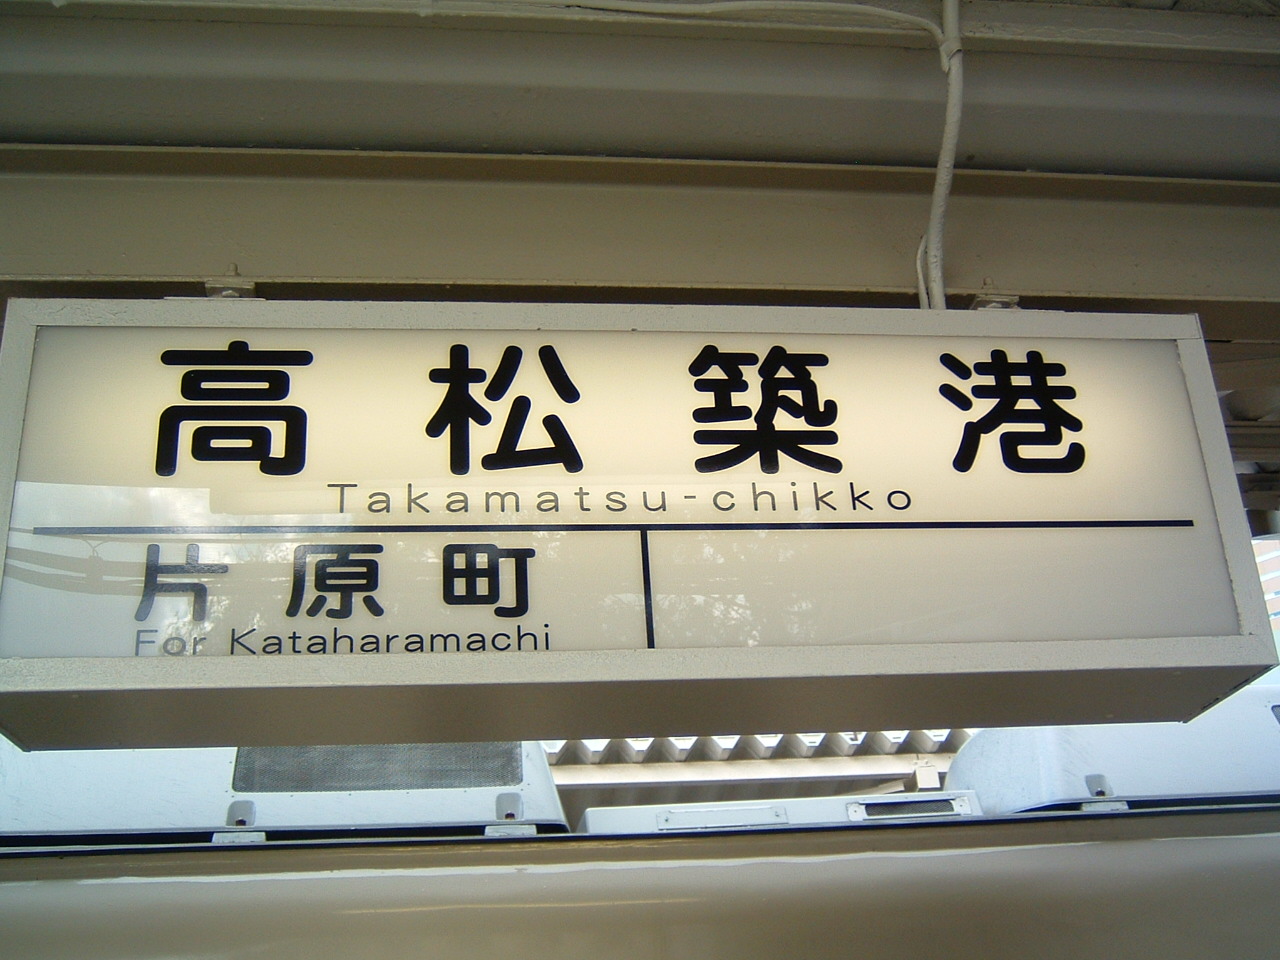 高松築港
Takamatsu-chikko
片原町
For Kataharamachi